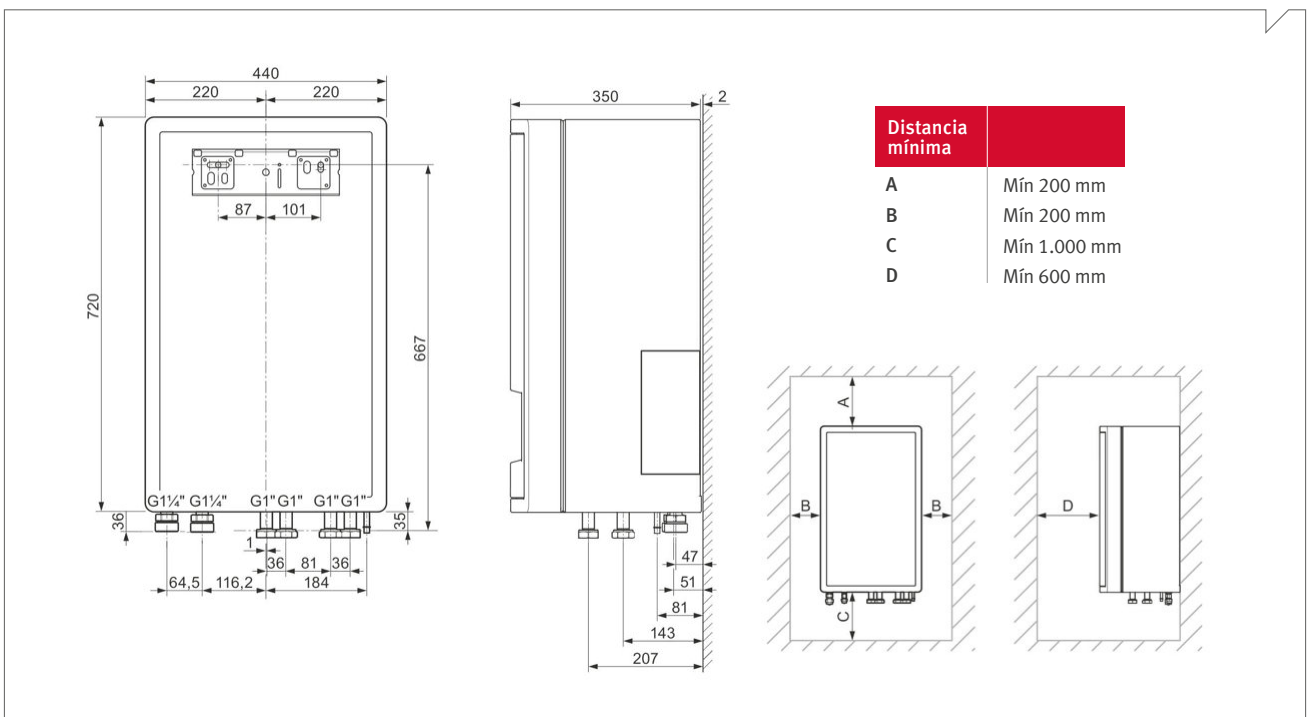 440
220 220
87 101
720
667
G1¼" G1¼" G1" G1" G1" G1"
36
35
1
36 81 36
64,5 116,2 184
350 2
47
51
81
143
207
Distancia
mínima
A Mín 200 mm
B Mín 200 mm
C Mín 1.000 mm
D Mín 600 mm
A
B B
C
D